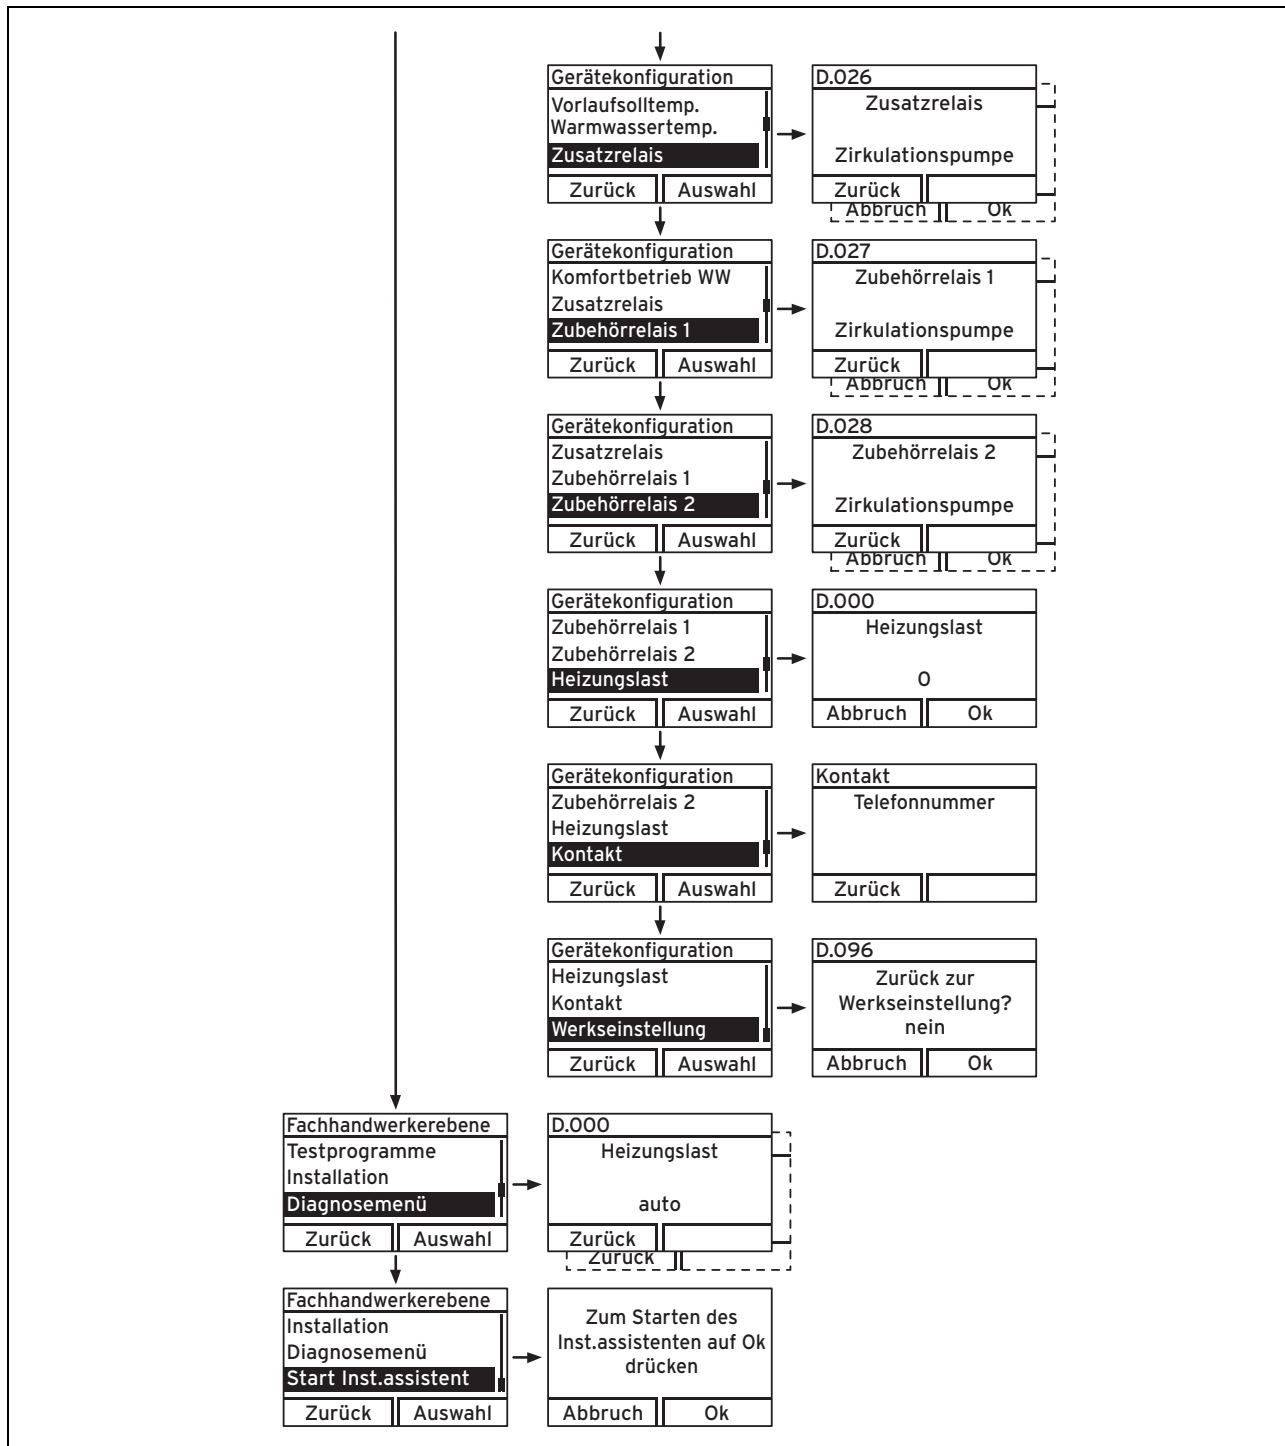 Gerätekonfiguration
Vorlaufsolltemp.
Warmwassertemp.
Zusatzrelais
Zurück Auswahl
D.026
Zusatzrelais
Zirkulationspumpe
Zurück
Abbruch Ok
Gerätekonfiguration
Komfortbetrieb WW
Zusatzrelais
Zubehörrelais 1
Zurück Auswahl
D.027
Zubehörrelais 1
Zirkulationspumpe
Zurück
Abbruch Ok
Gerätekonfiguration
Zusatzrelais
Zubehörrelais 1
Zubehörrelais 2
Zurück Auswahl
D.028
Zubehörrelais 2
Zirkulationspumpe
Zurück
Abbruch Ok
Gerätekonfiguration
Zubehörrelais 1
Zubehörrelais 2
Heizungslast
Zurück Auswahl
D.000
Heizungslast
0
Abbruch Ok
Gerätekonfiguration
Zubehörrelais 2
Heizungslast
Kontakt
Zurück Auswahl
Kontakt
Telefonnummer
Zurück
Gerätekonfiguration
Heizungslast
Kontakt
Werkseinstellung
Zurück Auswahl
D.096
Zurück zur
Werkseinstellung?
nein
Abbruch Ok
Fachhandwerkerebene
Testprogramme
Installation
Diagnosemenü
Zurück Auswahl
D.000
Heizungslast
auto
Zurück
Zurück
Fachhandwerkerebene
Installation
Diagnosemenü
Start Inst.assistent
Zurück Auswahl
Zum Starten des
Inst.assistenten auf Ok
drücken
Abbruch Ok